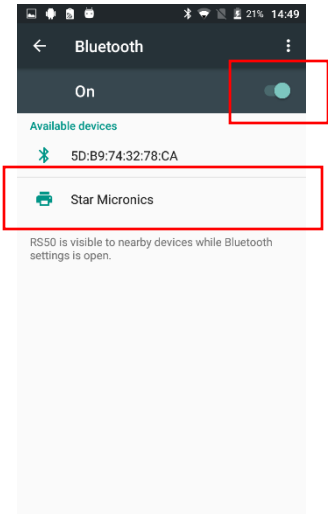 21% 14:49
Bluetooth
On
Available devices
5D:B9:74:32:78:CA
Star Micronics
RS50 is visible to nearby devices while Bluetooth
settings is open.